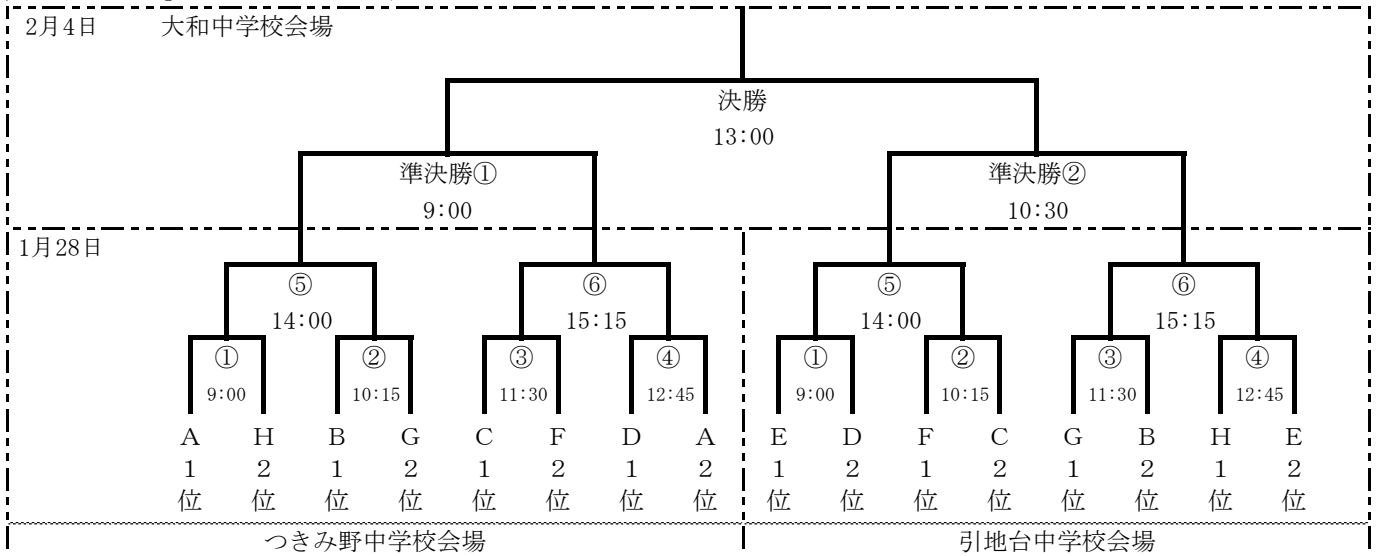 2月4日 大和中学校会場
決勝
13:00
準決勝① 準決勝②
9:00 10:30
1月28日
⑤ ⑥ ⑤ ⑥
14:00 15:15 14:00 15:15
① ② ③ ④ ① ② ③ ④
9:00 10:15 11:30 12:45 9:00 10:15 11:30 12:45
A H B G C F D A E D F C G B H E
1 2 1 2 1 2 1 2 1 2 1 2 1 2 1 2
位 位 位 位 位 位 位 位 位 位 位 位 位 位 位 位
つきみ野中学校会場 引地台中学校会場